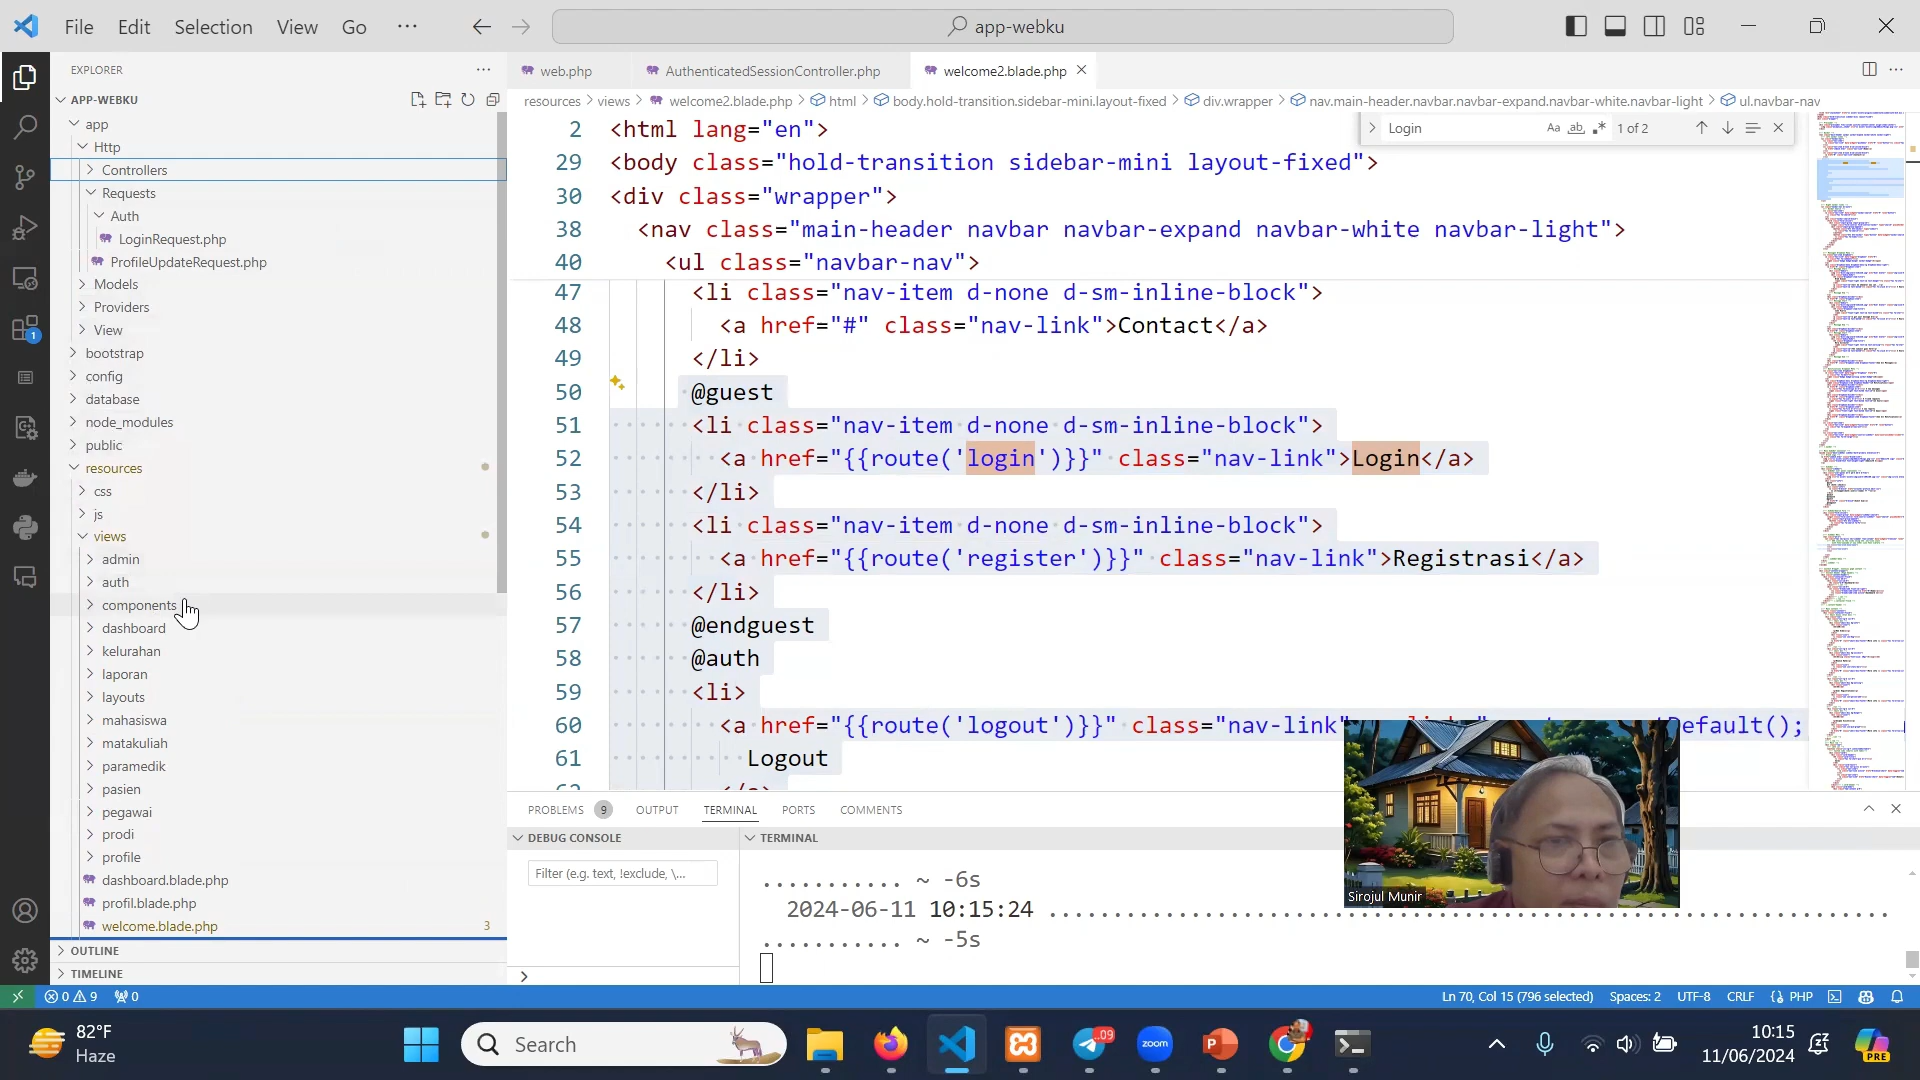 File Edit Selection View Go ···
app-webku
EXPLORER
APP-WEBKU
app
Http
Controllers
Requests
Auth
LoginRequest.php
ProfileUpdateRequest.php
Models
Providers
View
bootstrap
config
database
node_modules
public
resources
css
js
views
admin
auth
components
dashboard
kelurahan
laporan
layouts
mahasiswa
matakuliah
paramedik
pasien
pegawai
prodi
profile
dashboard.blade.php
profil.blade.php
welcome.blade.php 3
OUTLINE
TIMELINE
web.php AuthenticatedSessionController.php welcome2.blade.php
resources > views > welcome2.blade.php > html > body.hold-transition.sidebar-mini.layout-fixed > div.wrapper > nav.main-header.navbar.navbar-expand.navbar-white.navbar-light > ul.navbar-nav
Login Aa ab 1 of 2
2 <html lang="en">
29 <body class="hold-transition sidebar-mini layout-fixed">
30 <div class="wrapper">
38 <nav class="main-header navbar navbar-expand navbar-white navbar-light">
40 <ul class="navbar-nav">
47 <li class="nav-item d-none d-sm-inline-block">
48 <a href="#" class="nav-link">Contact</a>
49 </li>
50 @guest
51 <li class="nav-item d-none d-sm-inline-block">
52 <a href="{{route('login')}}" class="nav-link">Login</a>
53 </li>
54 <li class="nav-item d-none d-sm-inline-block">
55 <a href="{{route('register')}}" class="nav-link">Registrasi</a>
56 </li>
57 @endguest
58 @auth
59 <li>
60 <a href="{{route('logout')}}" class="nav-link" Default();
61 Logout
PROBLEMS 9 OUTPUT TERMINAL PORTS COMMENTS
DEBUG CONSOLE
Filter (e.g. text, !exclude, \...
TERMINAL
........... ~ -6s
2024-06-11 10:15:24 ..............................................................
........... ~ -5s
Sirojul Munir
0 9 0
Ln 70, Col 15 (796 selected) Spaces: 2 UTF-8 CRLF PHP
82°F
Haze
Search
09
zoom
10:15
11/06/2024
PRE